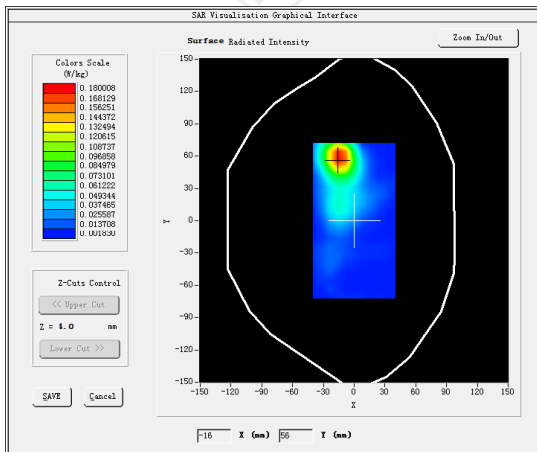 SAR Visualisation Graphical Interface
Surface Radiated Intensity
Zoom In/Out
Colors Scale
(W/kg)
0.180008
0.168129
0.156251
0.144372
0.132494
0.120615
0.108737
0.096858
0.084979
0.073101
0.061222
0.049344
0.037465
0.025587
0.013708
0.001830
Z-Cuts Control
<< Upper Cut
Z = 4.0 mm
Lower Cut >>
SAVE Cancel
150
120
90
60
30
0
-30
-60
-90
-120
-150
Y
-150 -120 -90 -60 -30 0 30 60 90 120 150
X
-16 X (mm) 56 Y (mm)